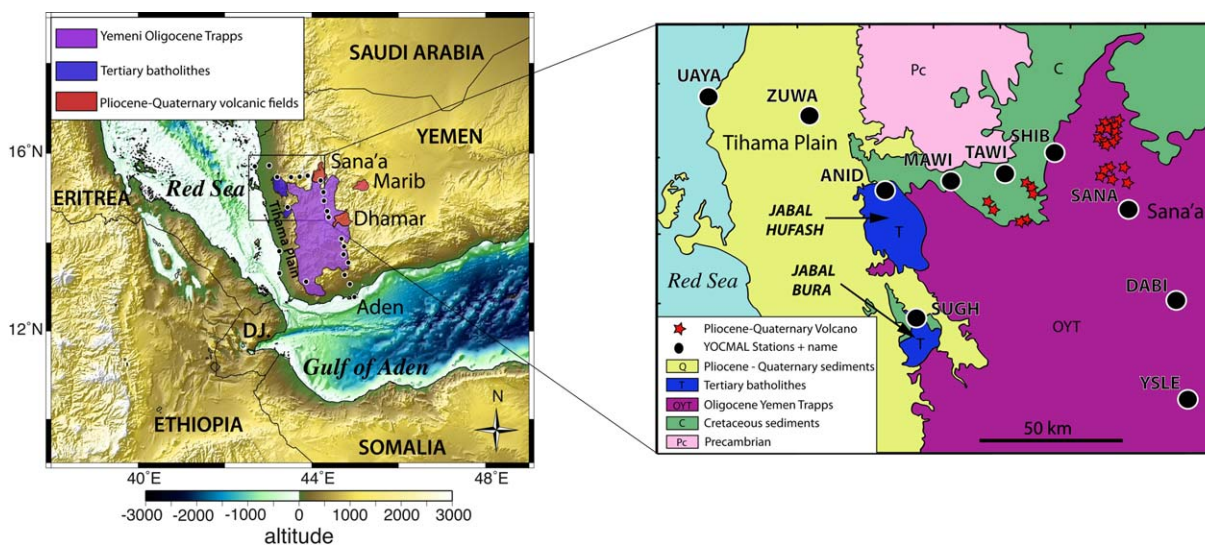 Yemeni Oligocene Trapps
Tertiary batholithes
Pliocene-Quaternary volcanic fields
SAUDI ARABIA
YEMEN
16˚N
Sana'a
Marib
ERITREA
Red Sea
Dhamar
Tihama Plain
12˚N
Aden
DJ.
Gulf of Aden
N
ETHIOPIA
SOMALIA
40˚E
44˚E
48˚E
-3000 -2000 -1000 0 1000 2000 3000
altitude
Pc
C
UAYA
ZUWA
Tihama Plain
SHIB
TAWI
MAWI
ANID
SANA
Sana'a
JABAL
HUFASH
T
Red Sea
JABAL
BURA
DABI
SUGH
T
OYT
YSLE
Pliocene-Quaternary Volcano
YOCMAL Stations + name
Q Pliocene - Quaternary sediments
T Tertiary batholithes
OYT Oligocene Yemen Trapps
C Cretaceous sediments
Pc Precambrian
50 km